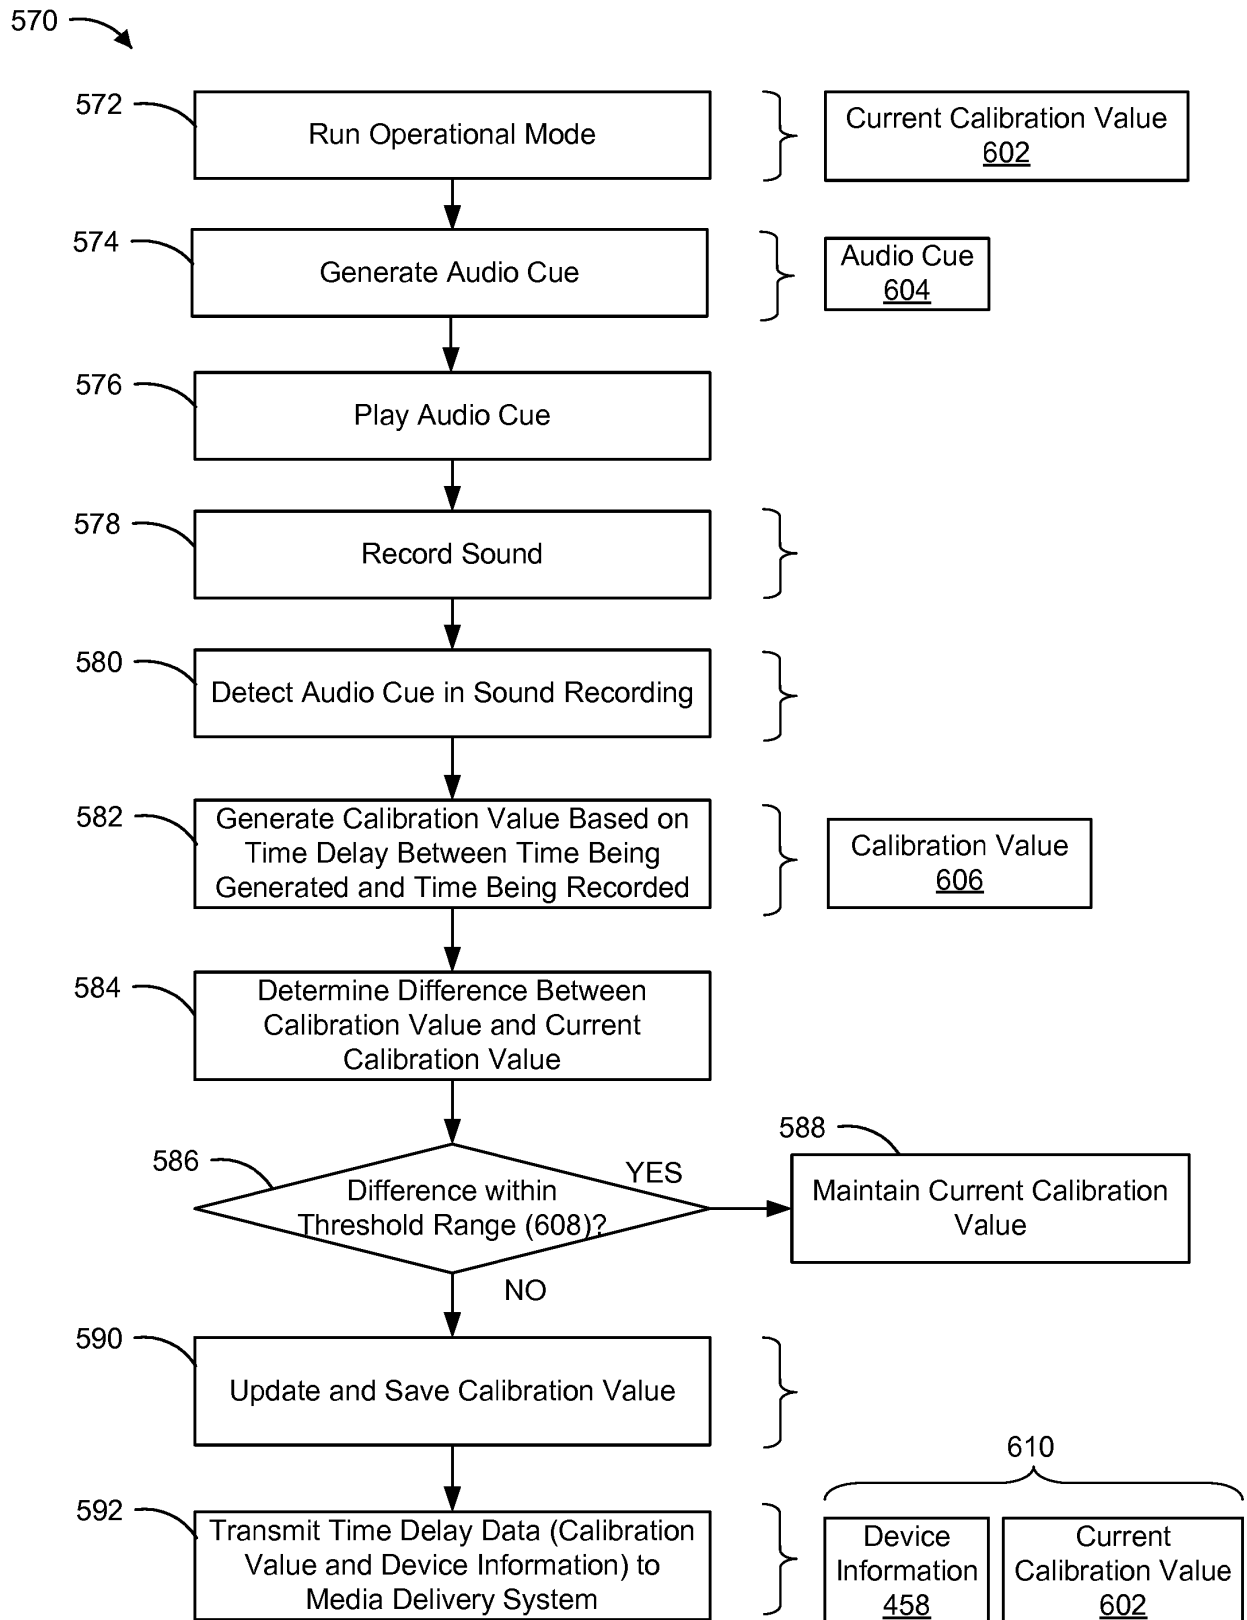 570
572
Run Operational Mode
Current Calibration Value
602
574
Generate Audio Cue
Audio Cue
604
576
Play Audio Cue
578
Record Sound
580
Detect Audio Cue in Sound Recording
582
Generate Calibration Value Based on
Time Delay Between Time Being
Generated and Time Being Recorded
Calibration Value
606
584
Determine Difference Between
Calibration Value and Current
Calibration Value
586
Difference within
Threshold Range (608)?
YES
588
Maintain Current Calibration
Value
NO
590
Update and Save Calibration Value
592
Transmit Time Delay Data (Calibration
Value and Device Information) to
Media Delivery System
610
Device
Information
458
Current
Calibration Value
602